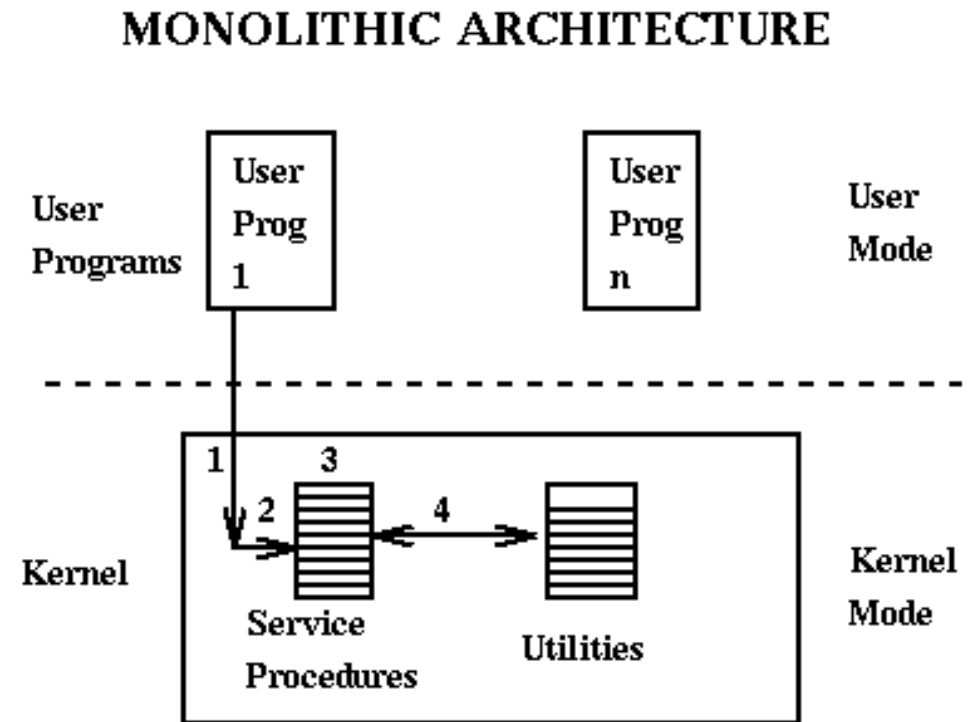 MONOLITHIC ARCHITECTURE
User
Programs
User
Prog
1
User
Prog
n
User
Mode
1
2
3
4
Kernel
Service
Procedures
Utilities
Kernel
Mode